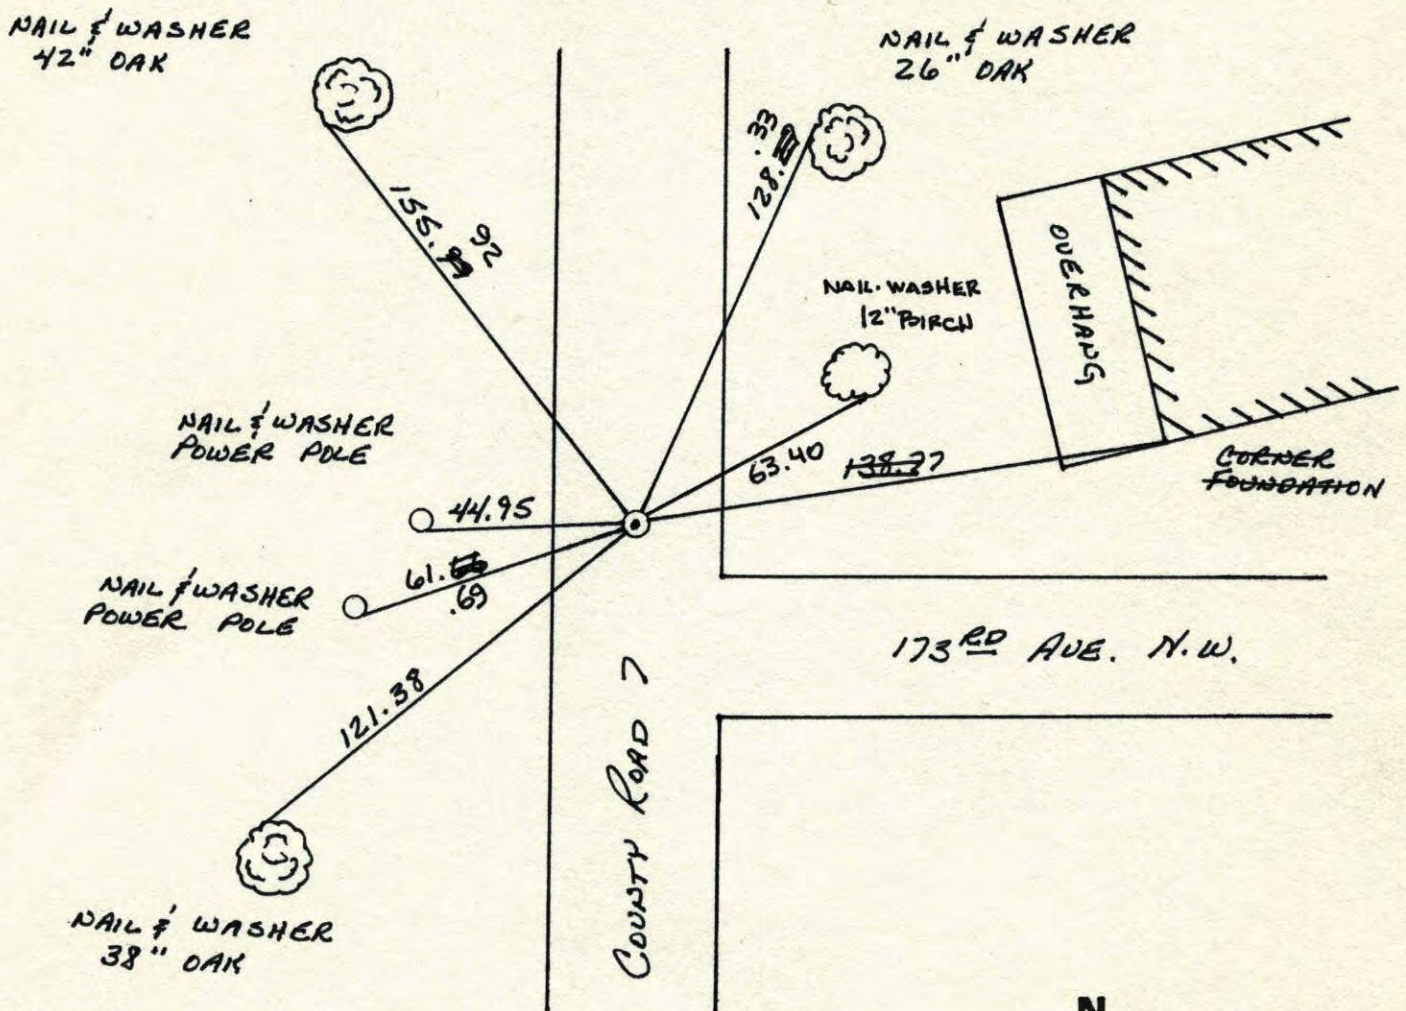 NAIL & WASHER
42" OAK
NAIL & WASHER
26" OAK
.33
128.
155.
92
NAIL. WASHER
12" BIRCH
OVERHANG
NAIL & WASHER
POWER POLE
63.40
138.77
CORNER
FOUNDATION
44.95
NAIL & WASHER
POWER POLE
61.
.69
173RD AVE. N.W.
121.38
COUNTY ROAD 7
NAIL & WASHER
38" OAK
N